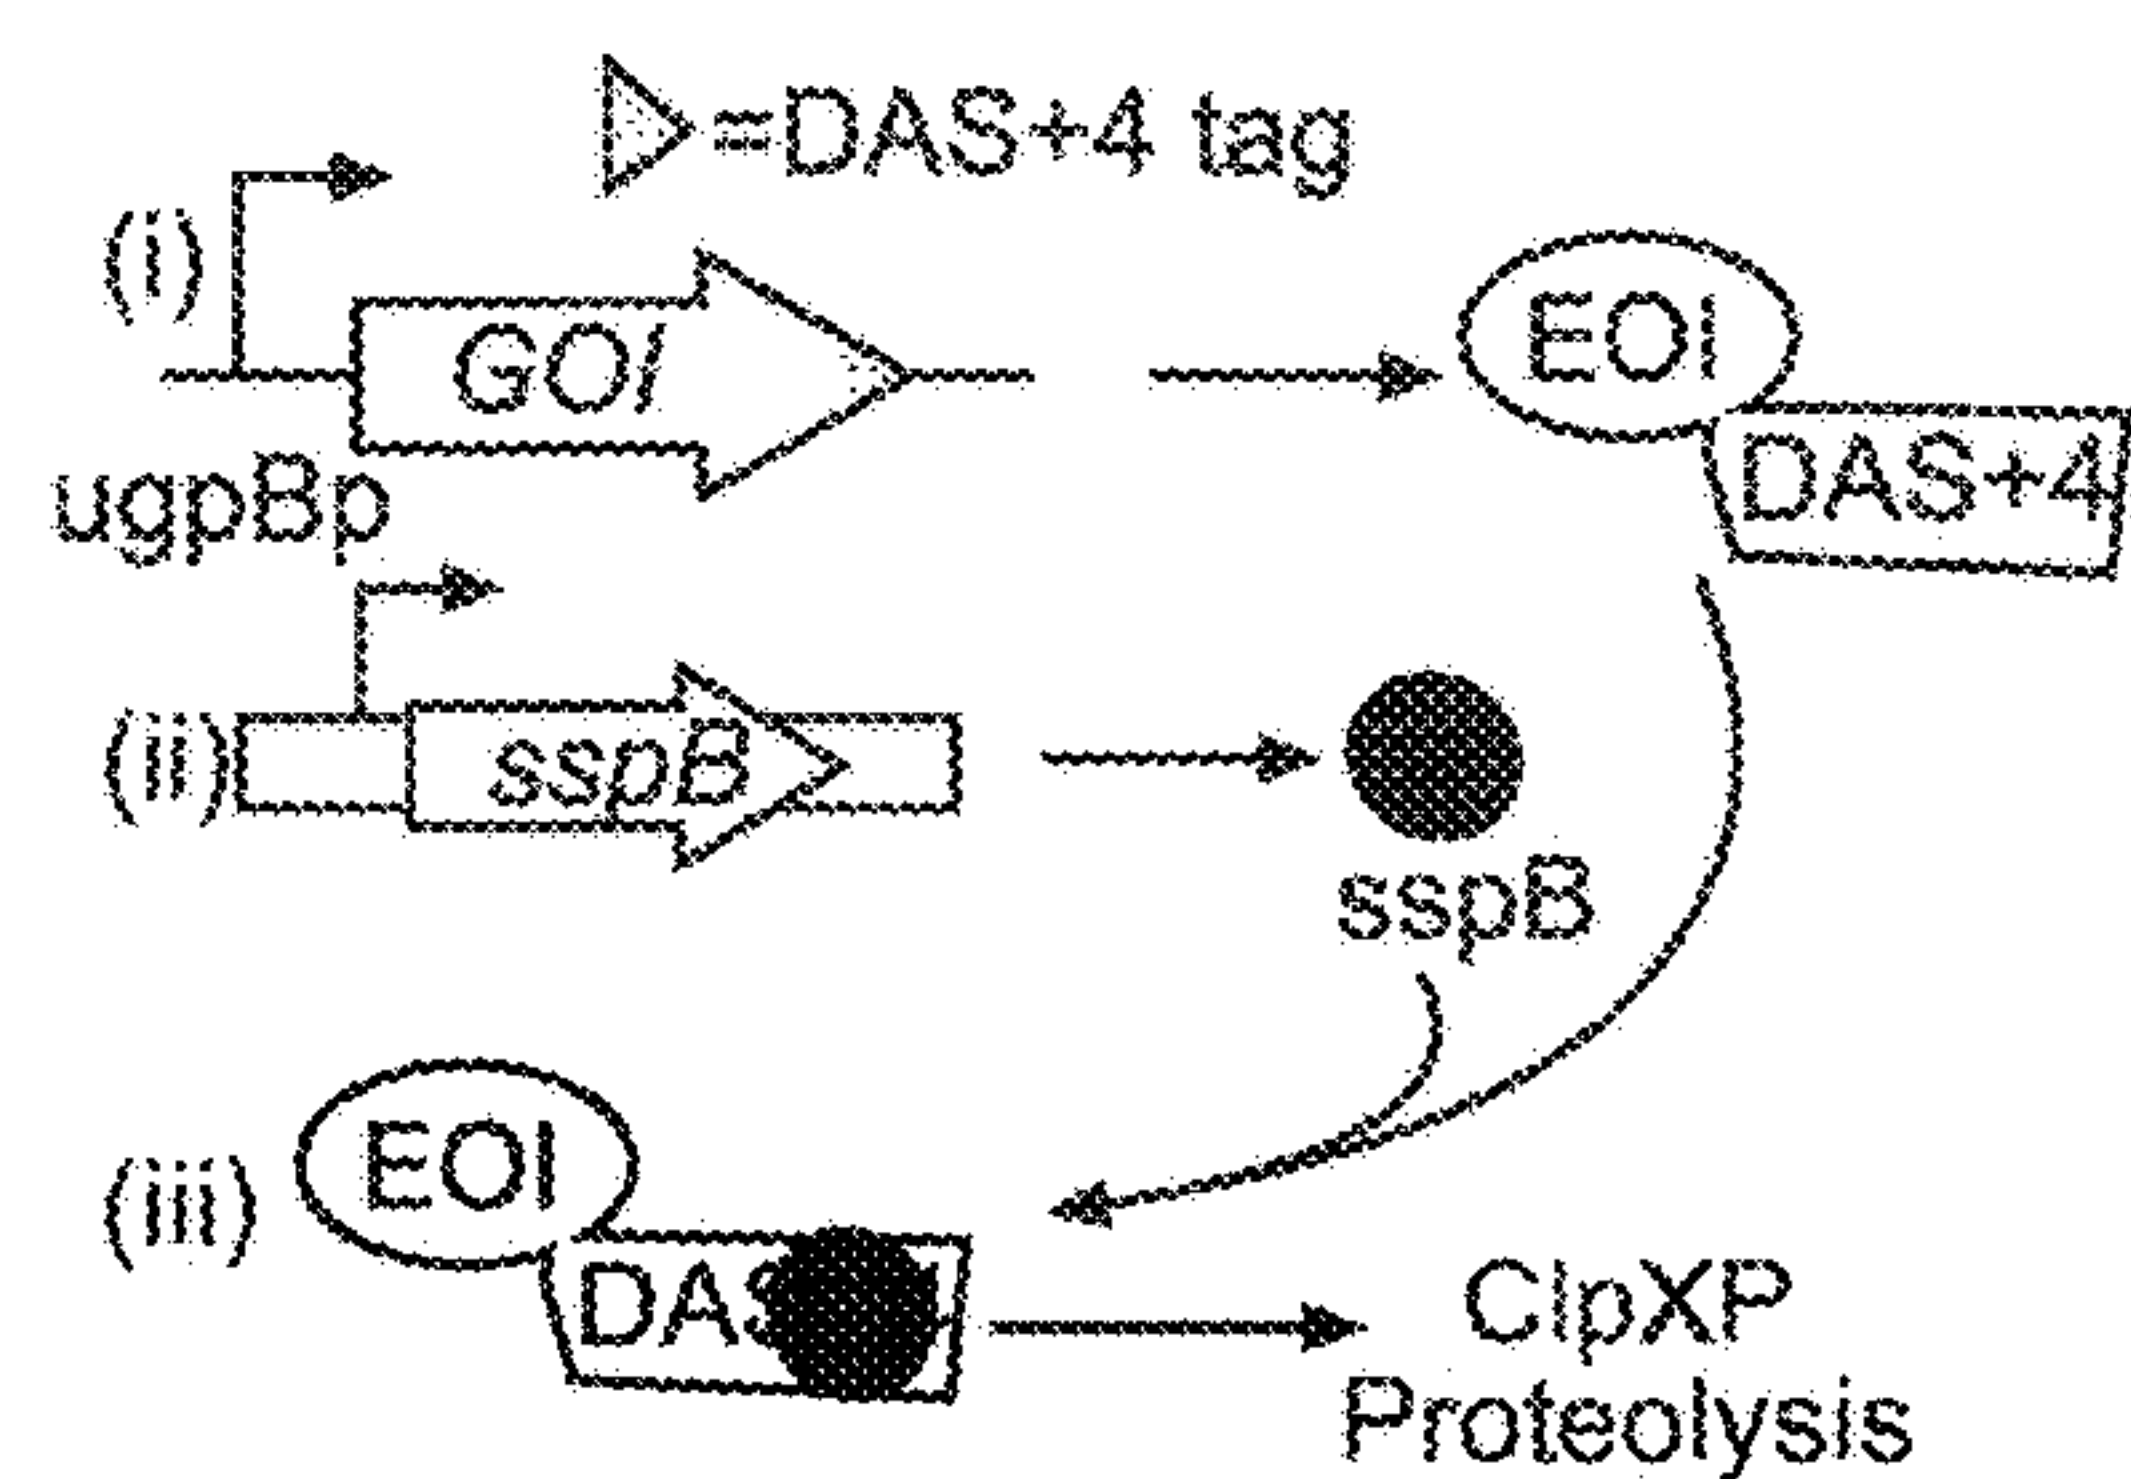 =DAS+4 tag
(i)
GOI
EOI
DAS+4
ugpBp
(ii)
sspB
sspB
(iii)
EOI
DAS
ClpXP
Proteolysis